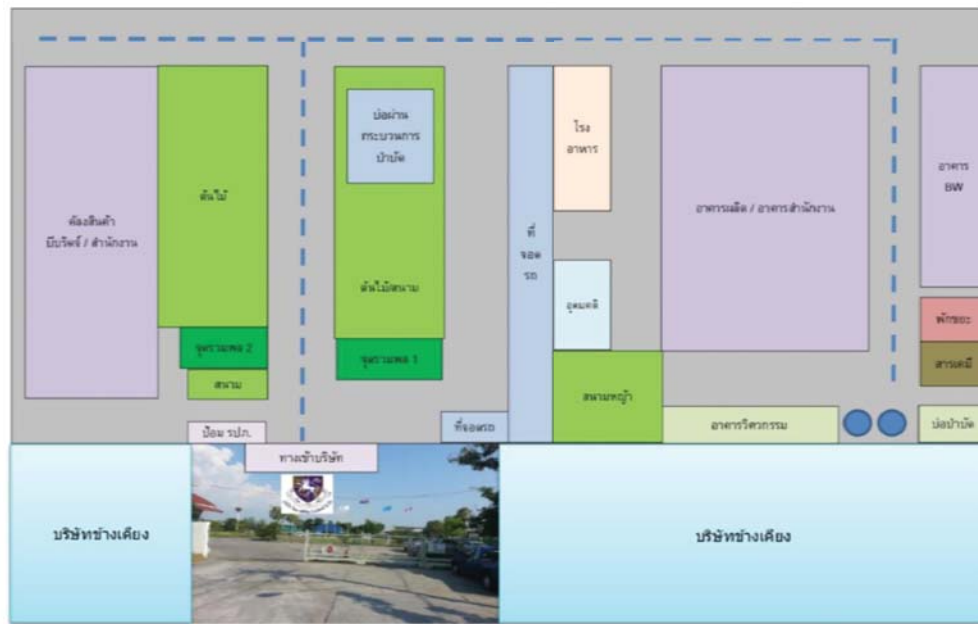 บ่อผ่าน
กระบวนการ
บำบัด
โรง
อาหาร
อาคาร
BW
ต้นไม้
คลังสินค้า
มีบริดจ์ / สำนักงาน
อาคารผลิต / อาคารสำนักงาน
ที่
จอด
รถ
ต้นไม้สนาม
พักขยะ
จุดรวมพล 2
จุดรวมพล 1
สารเคมี
สนาม
สนามหญ้า
ป้อม รปภ.
ที่จอดรถ
อาคารวิศวกรรม
บ่อบำบัด
ทางเข้าบริษัท
บริษัทข้างเคียง
บริษัทข้างเคียง